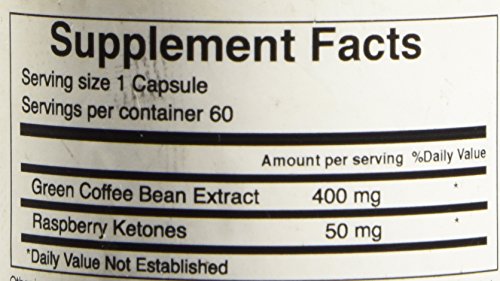 Supplement Facts
Serving size 1 Capsule
Servings per container 60
Amount per serving %Daily Value
Green Coffee Bean Extract 400 mg *
Raspberry Ketones 50 mg *
*Daily Value Not Established